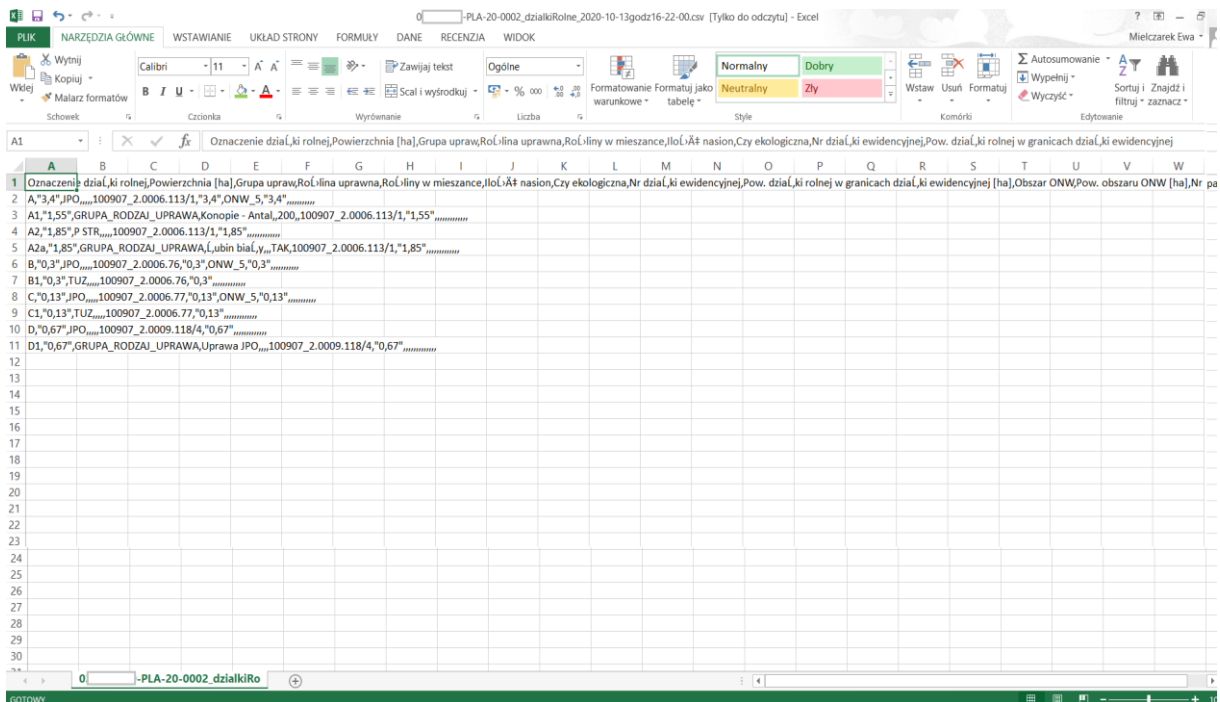 0 -PLA-20-0002_dzialkiRolne_2020-10-13godz16-22-00.csv [Tylko do odczytu] - Excel
PLIK NARZĘDZIA GŁÓWNE WSTAWIANIE UKŁAD STRONY FORMUŁY DANE RECENZJA WIDOK Mielczarek Ewa
Wklej
Wytnij
Kopiuj
Malarz formatów
Schowek
Calibri 11
B I U
Czcionka
Zawijaj tekst
Scal i wyśrodkuj
Wyrównanie
Ogólne
% 000
Liczba
Formatowanie warunkowe
Formatuj jako tabelę
Normalny Dobry
Neutralny Zły
Style
Wstaw Usuń Formatuj
Komórki
Autosumowanie
Wypełnij
Wyczyść
Sortuj i filtruj
Znajdź i zaznacz
Edytowanie
A1 fx Oznaczenie dziaĹ‚ki rolnej,Powierzchnia [ha],Grupa upraw,RoĹ›lina uprawna,RoĹ›liny w mieszance,IloĹ›Ä‡ nasion,Czy ekologiczna,Nr dziaĹ‚ki ewidencyjnej,Pow. dziaĹ‚ki rolnej w granicach dziaĹ‚ki ewidencyjnej
A B C D E F G H I J K L M N O P Q R S T U V W
1 Oznaczenie dziaĹ‚ki rolnej,Powierzchnia [ha],Grupa upraw,RoĹ›lina uprawna,RoĹ›liny w mieszance,IloĹ›Ä‡ nasion,Czy ekologiczna,Nr dziaĹ‚ki ewidencyjnej,Pow. dziaĹ‚ki rolnej w granicach dziaĹ‚ki ewidencyjnej [ha],Obszar ONW,Pow. obszaru ONW [ha],Nr pa
2 A,"3,4",JPO,,,,,100907_2.0006.113/1,"3,4",ONW_5,"3,4",,,,,,,,,,,
3 A1,"1,55",GRUPA_RODZAJ_UPRAWA,Konopie - Antal,,200,,100907_2.0006.113/1,"1,55",,,,,,,,,,,,,
4 A2,"1,85",P STR,,,,,100907_2.0006.113/1,"1,85",,,,,,,,,,,,,
5 A2a,"1,85",GRUPA_RODZAJ_UPRAWA,Ĺ‚ubin biaĹ‚y,,,TAK,100907_2.0006.113/1,"1,85",,,,,,,,,,,,,
6 B,"0,3",JPO,,,,,100907_2.0006.76,"0,3",ONW_5,"0,3",,,,,,,,,,,
7 B1,"0,3",TUZ,,,,,100907_2.0006.76,"0,3",,,,,,,,,,,,,
8 C,"0,13",JPO,,,,,100907_2.0006.77,"0,13",ONW_5,"0,13",,,,,,,,,,,
9 C1,"0,13",TUZ,,,,,100907_2.0006.77,"0,13",,,,,,,,,,,,,
10 D,"0,67",JPO,,,,,100907_2.0009.118/4,"0,67",,,,,,,,,,,,,
11 D1,"0,67",GRUPA_RODZAJ_UPRAWA,Uprawa JPO,,,,100907_2.0009.118/4,"0,67",,,,,,,,,,,,,
12
13
14
15
16
17
18
19
20
21
22
23
24
25
26
27
28
29
30
0 -PLA-20-0002_dzialkiRo
GOTOWY